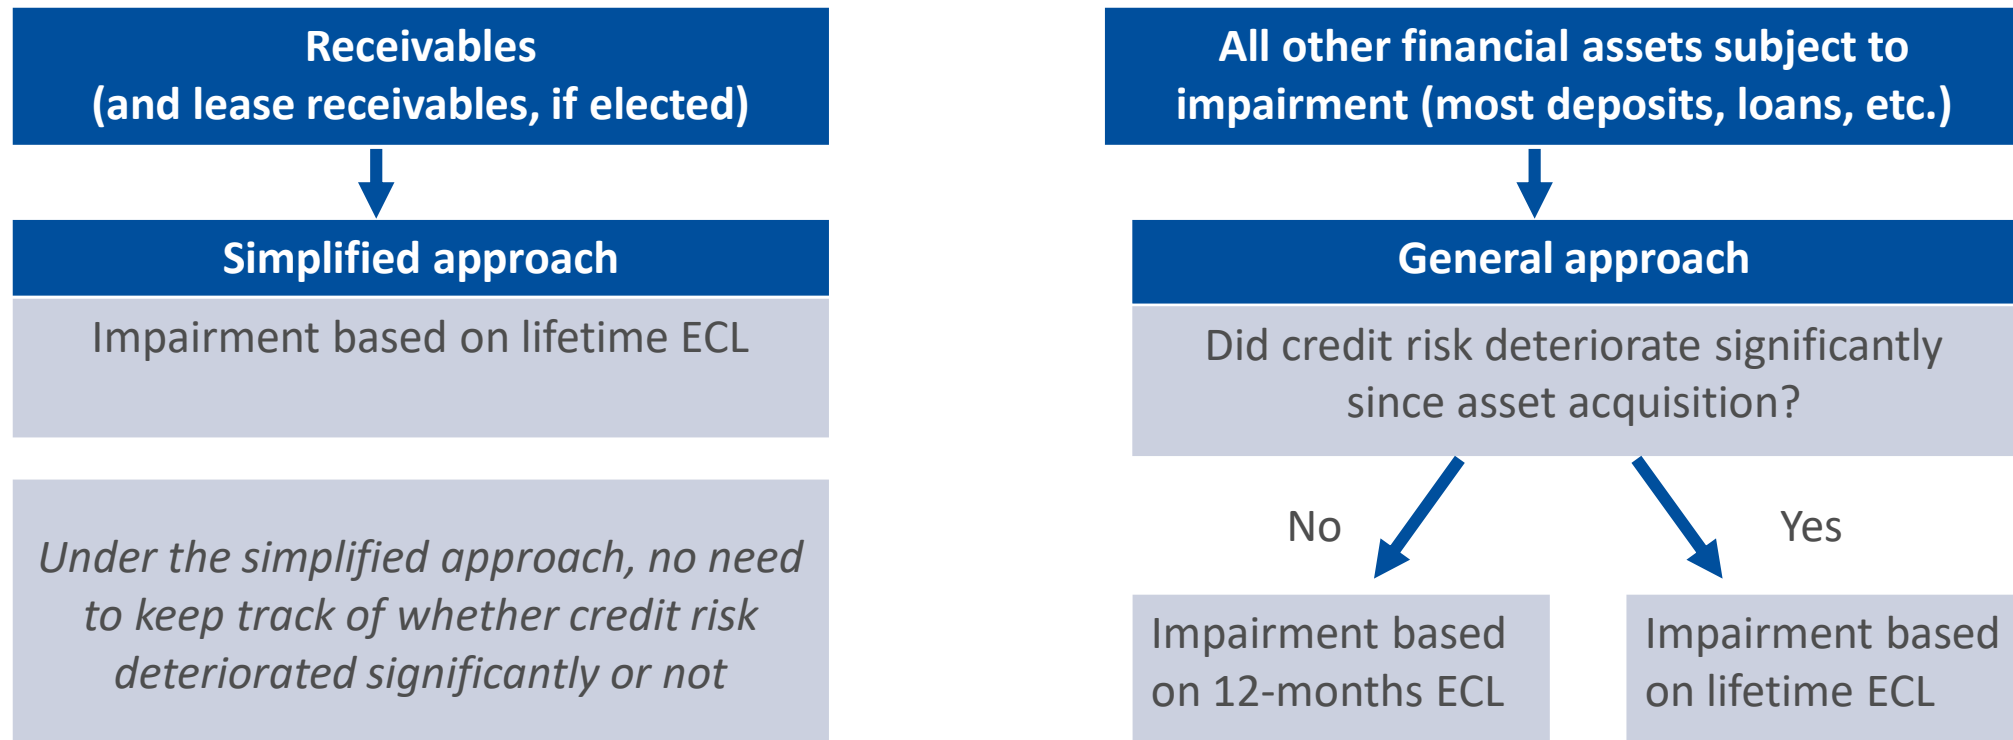 Receivables
(and lease receivables, if elected)
Simplified approach
Impairment based on lifetime ECL
Under the simplified approach, no need
to keep track of whether credit risk
deteriorated significantly or not
All other financial assets subject to
impairment (most deposits, loans, etc.)
General approach
Did credit risk deteriorate significantly
since asset acquisition?
No
Yes
Impairment based
on 12-months ECL
Impairment based
on lifetime ECL